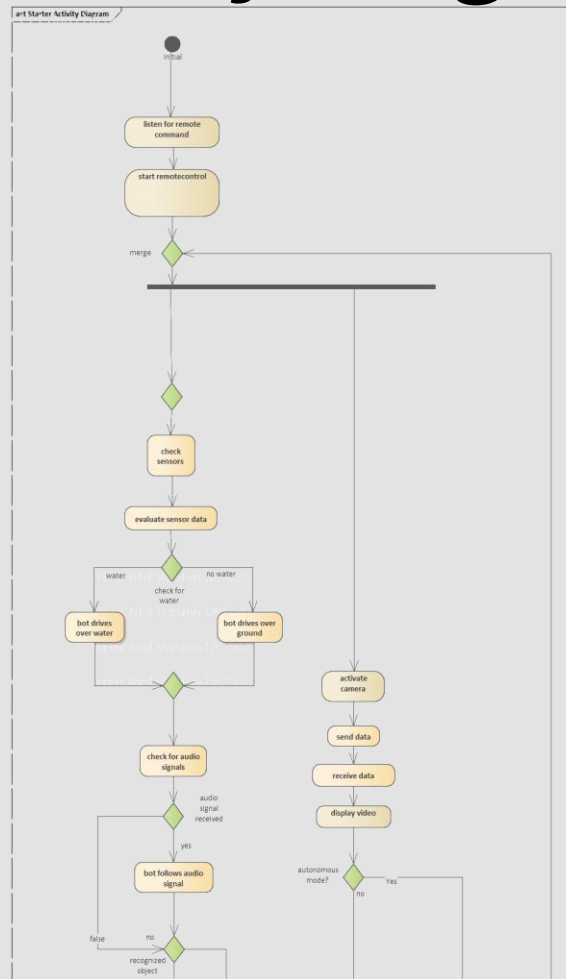 act Starter Activity Diagram
Initial
listen for remote
command
start remotecontrol
merge
check
sensors
evaluate sensor data
water
no water
check for
water
bot drives
over water
bot drives over
ground
activate
camera
check for audio
signals
send data
receive data
audio
signal
received
display video
yes
bot follows audio
signal
autonomous
mode?
Yes
no
false
no
recognized
object